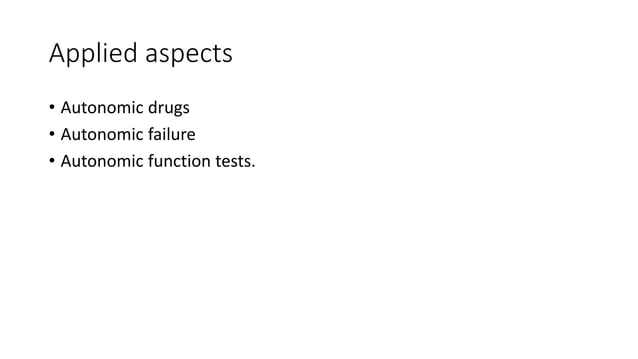 Applied aspects
• Autonomic drugs
• Autonomic failure
• Autonomic function tests.